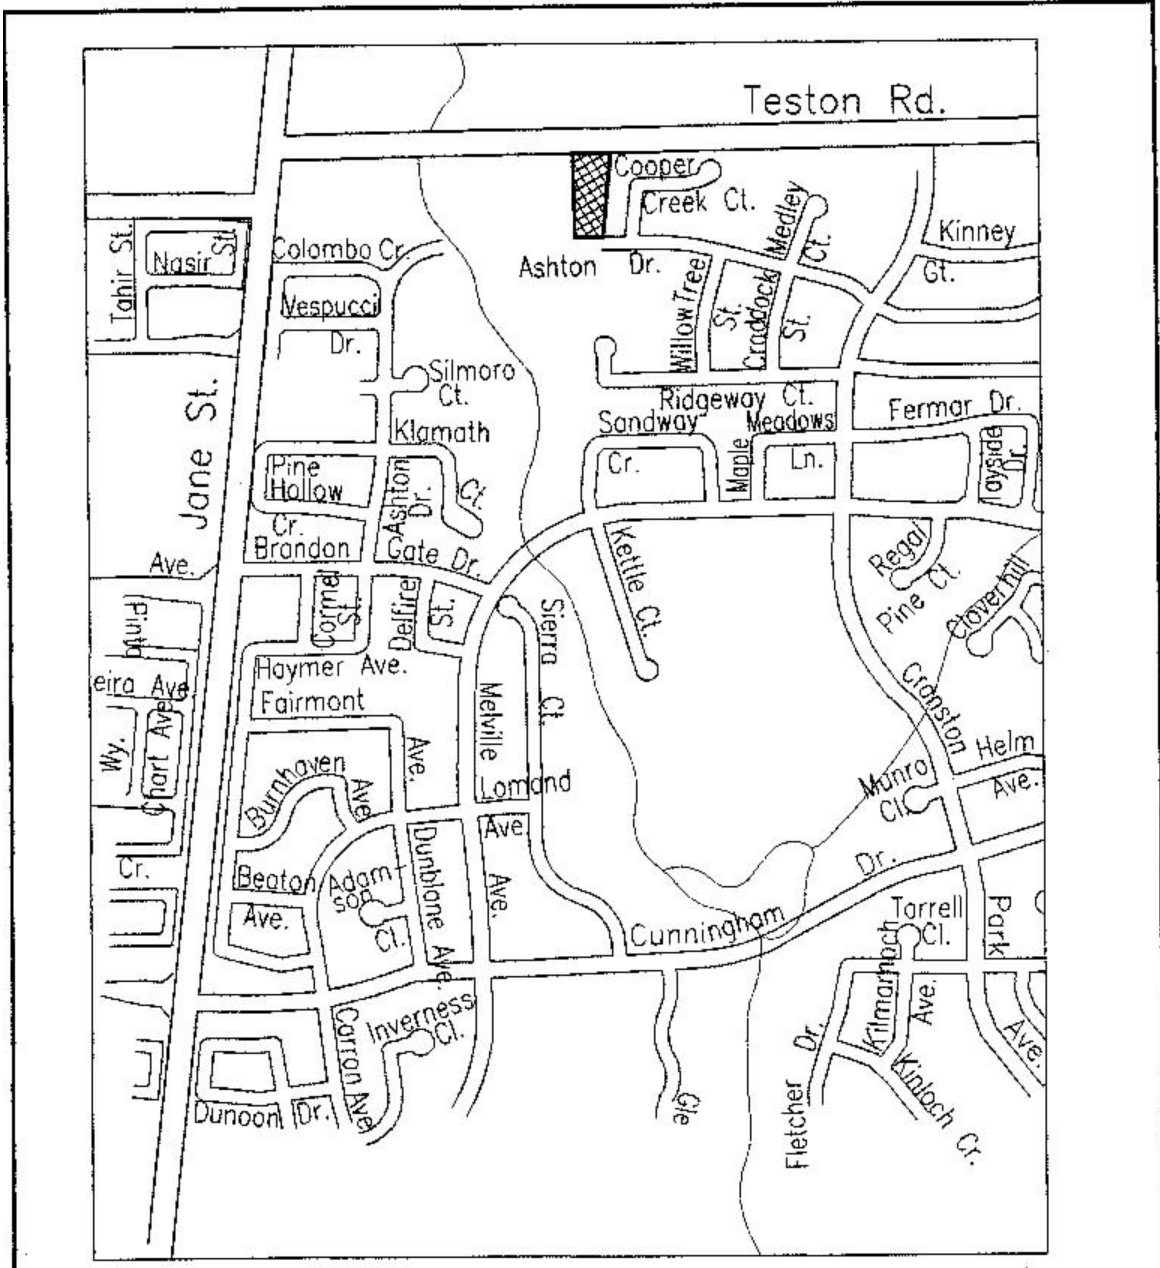 Teston Rd.
Cooper
Creek Ct.
Medley
Ct.
Kinney
Gt.
Tahir St.
Nasir
St.
Colombo Cr
Ashton Dr.
Vespucci
Dr.
Willow Tree
St.
Craddock
St.
Silmoro
Ct.
Ridgeway Ct.
Jane St.
Klamath
Ct.
Sandway
Cr.
Maple
Meadows
Ln.
Fermar Dr.
Tayside
Dr.
Pine
Hollow
Cr.
Ashton
Dr.
Brandon Gate Dr.
Ave.
Kettle Ct.
Regal
Pine Ct.
Cloverhill
Pinto
Cormel
St.
Delfire
St.
Sierra
Ct.
Haymer Ave.
eira Ave
Fairmont
Ave.
Melville
Ave.
Cranston
Park
Ave.
Wy.
Chart Ave.
Burnhaven
Ave.
Lomand
Ave.
Munro
Cl.
Helm
Ave.
Cr.
Beaton
Ave.
Adam-
son
Cl.
Dunblane Ave.
Cunningham Dr.
Tarrell
Cl.
Kilmarnoch
Ave.
Carron Ave.
Inverness
Cl.
Dunoon Dr.
Gle
Fletcher Dr.
Kinloch Cr.